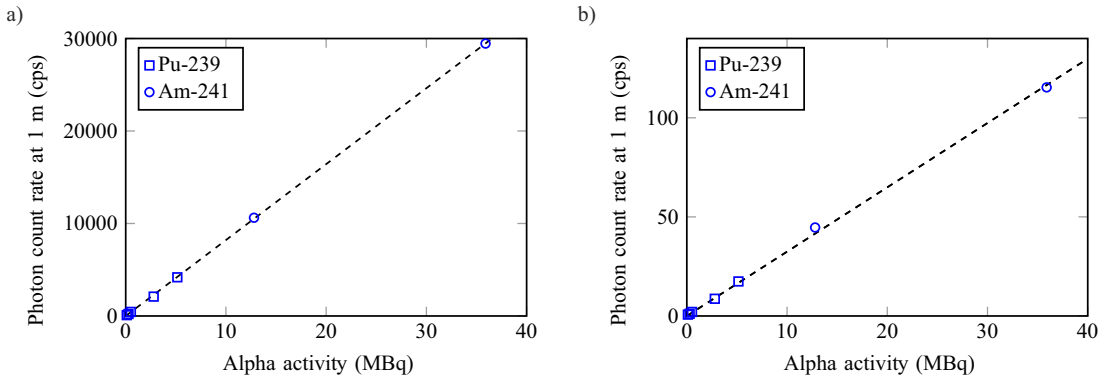 a)
Photon count rate at 1 m (cps)
30000
20000
10000
0
Pu-239
Am-241
0 10 20 30 40
Alpha activity (MBq)
b)
Photon count rate at 1 m (cps)
100
50
0
Pu-239
Am-241
0 10 20 30 40
Alpha activity (MBq)